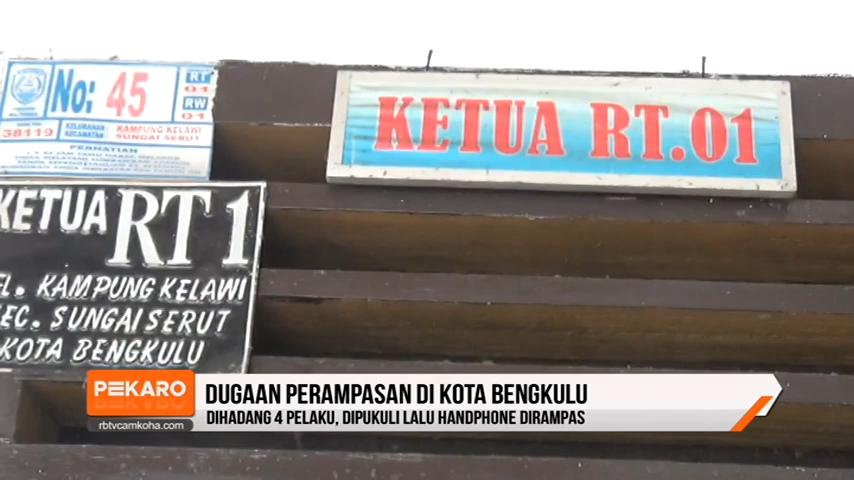 No: 45
RT
01
RW
01
38119
KELURAHAN
KECAMATAN
KAMPUNG KELAWI
SUNGAI SERUT
PERHATIAN
KETUA RT.01
KETUA RT 1
KEL. KAMPUNG KELAWI
KEC. SUNGAI SERUT
KOTA BENGKULU
PEKARO
rbtvcamkoha.com
DUGAAN PERAMPASAN DI KOTA BENGKULU
DIHADANG 4 PELAKU, DIPUKULI LALU HANDPHONE DIRAMPAS